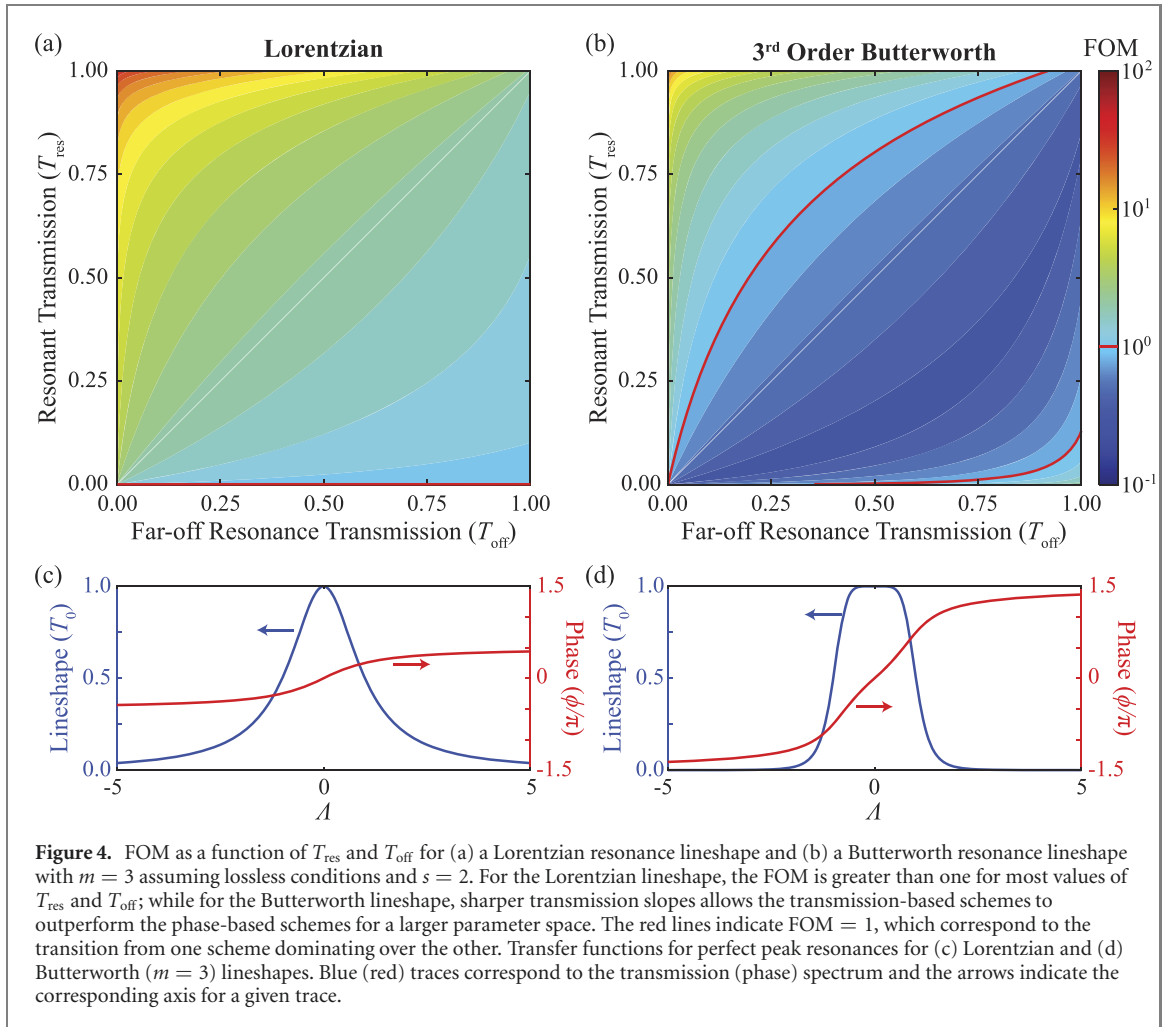 (a)
Lorentzian
(b)
3rd Order Butterworth
FOM
1.00
0.75
0.50
0.25
0.00
Resonant Transmission (Tres)
0.00 0.25 0.50 0.75 1.00
Far-off Resonance Transmission (Toff)
1.00
0.75
0.50
0.25
0.00
Resonant Transmission (Tres)
0.00 0.25 0.50 0.75 1.00
Far-off Resonance Transmission (Toff)
10²
10¹
10⁰
10⁻¹
(c)
1.0
0.5
0.0
Lineshape (T₀)
1.5
0
-1.5
Phase (ϕ/π)
-5 0 5
Λ
(d)
1.0
0.5
0.0
Lineshape (T₀)
1.5
0
-1.5
Phase (ϕ/π)
-5 0 5
Λ
Figure 4. FOM as a function of Tres and Toff for (a) a Lorentzian resonance lineshape and (b) a Butterworth resonance lineshape
with m = 3 assuming lossless conditions and s = 2. For the Lorentzian lineshape, the FOM is greater than one for most values of
Tres and Toff; while for the Butterworth lineshape, sharper transmission slopes allows the transmission-based schemes to
outperform the phase-based schemes for a larger parameter space. The red lines indicate FOM = 1, which correspond to the
transition from one scheme dominating over the other. Transfer functions for perfect peak resonances for (c) Lorentzian and (d)
Butterworth (m = 3) lineshapes. Blue (red) traces correspond to the transmission (phase) spectrum and the arrows indicate the
corresponding axis for a given trace.